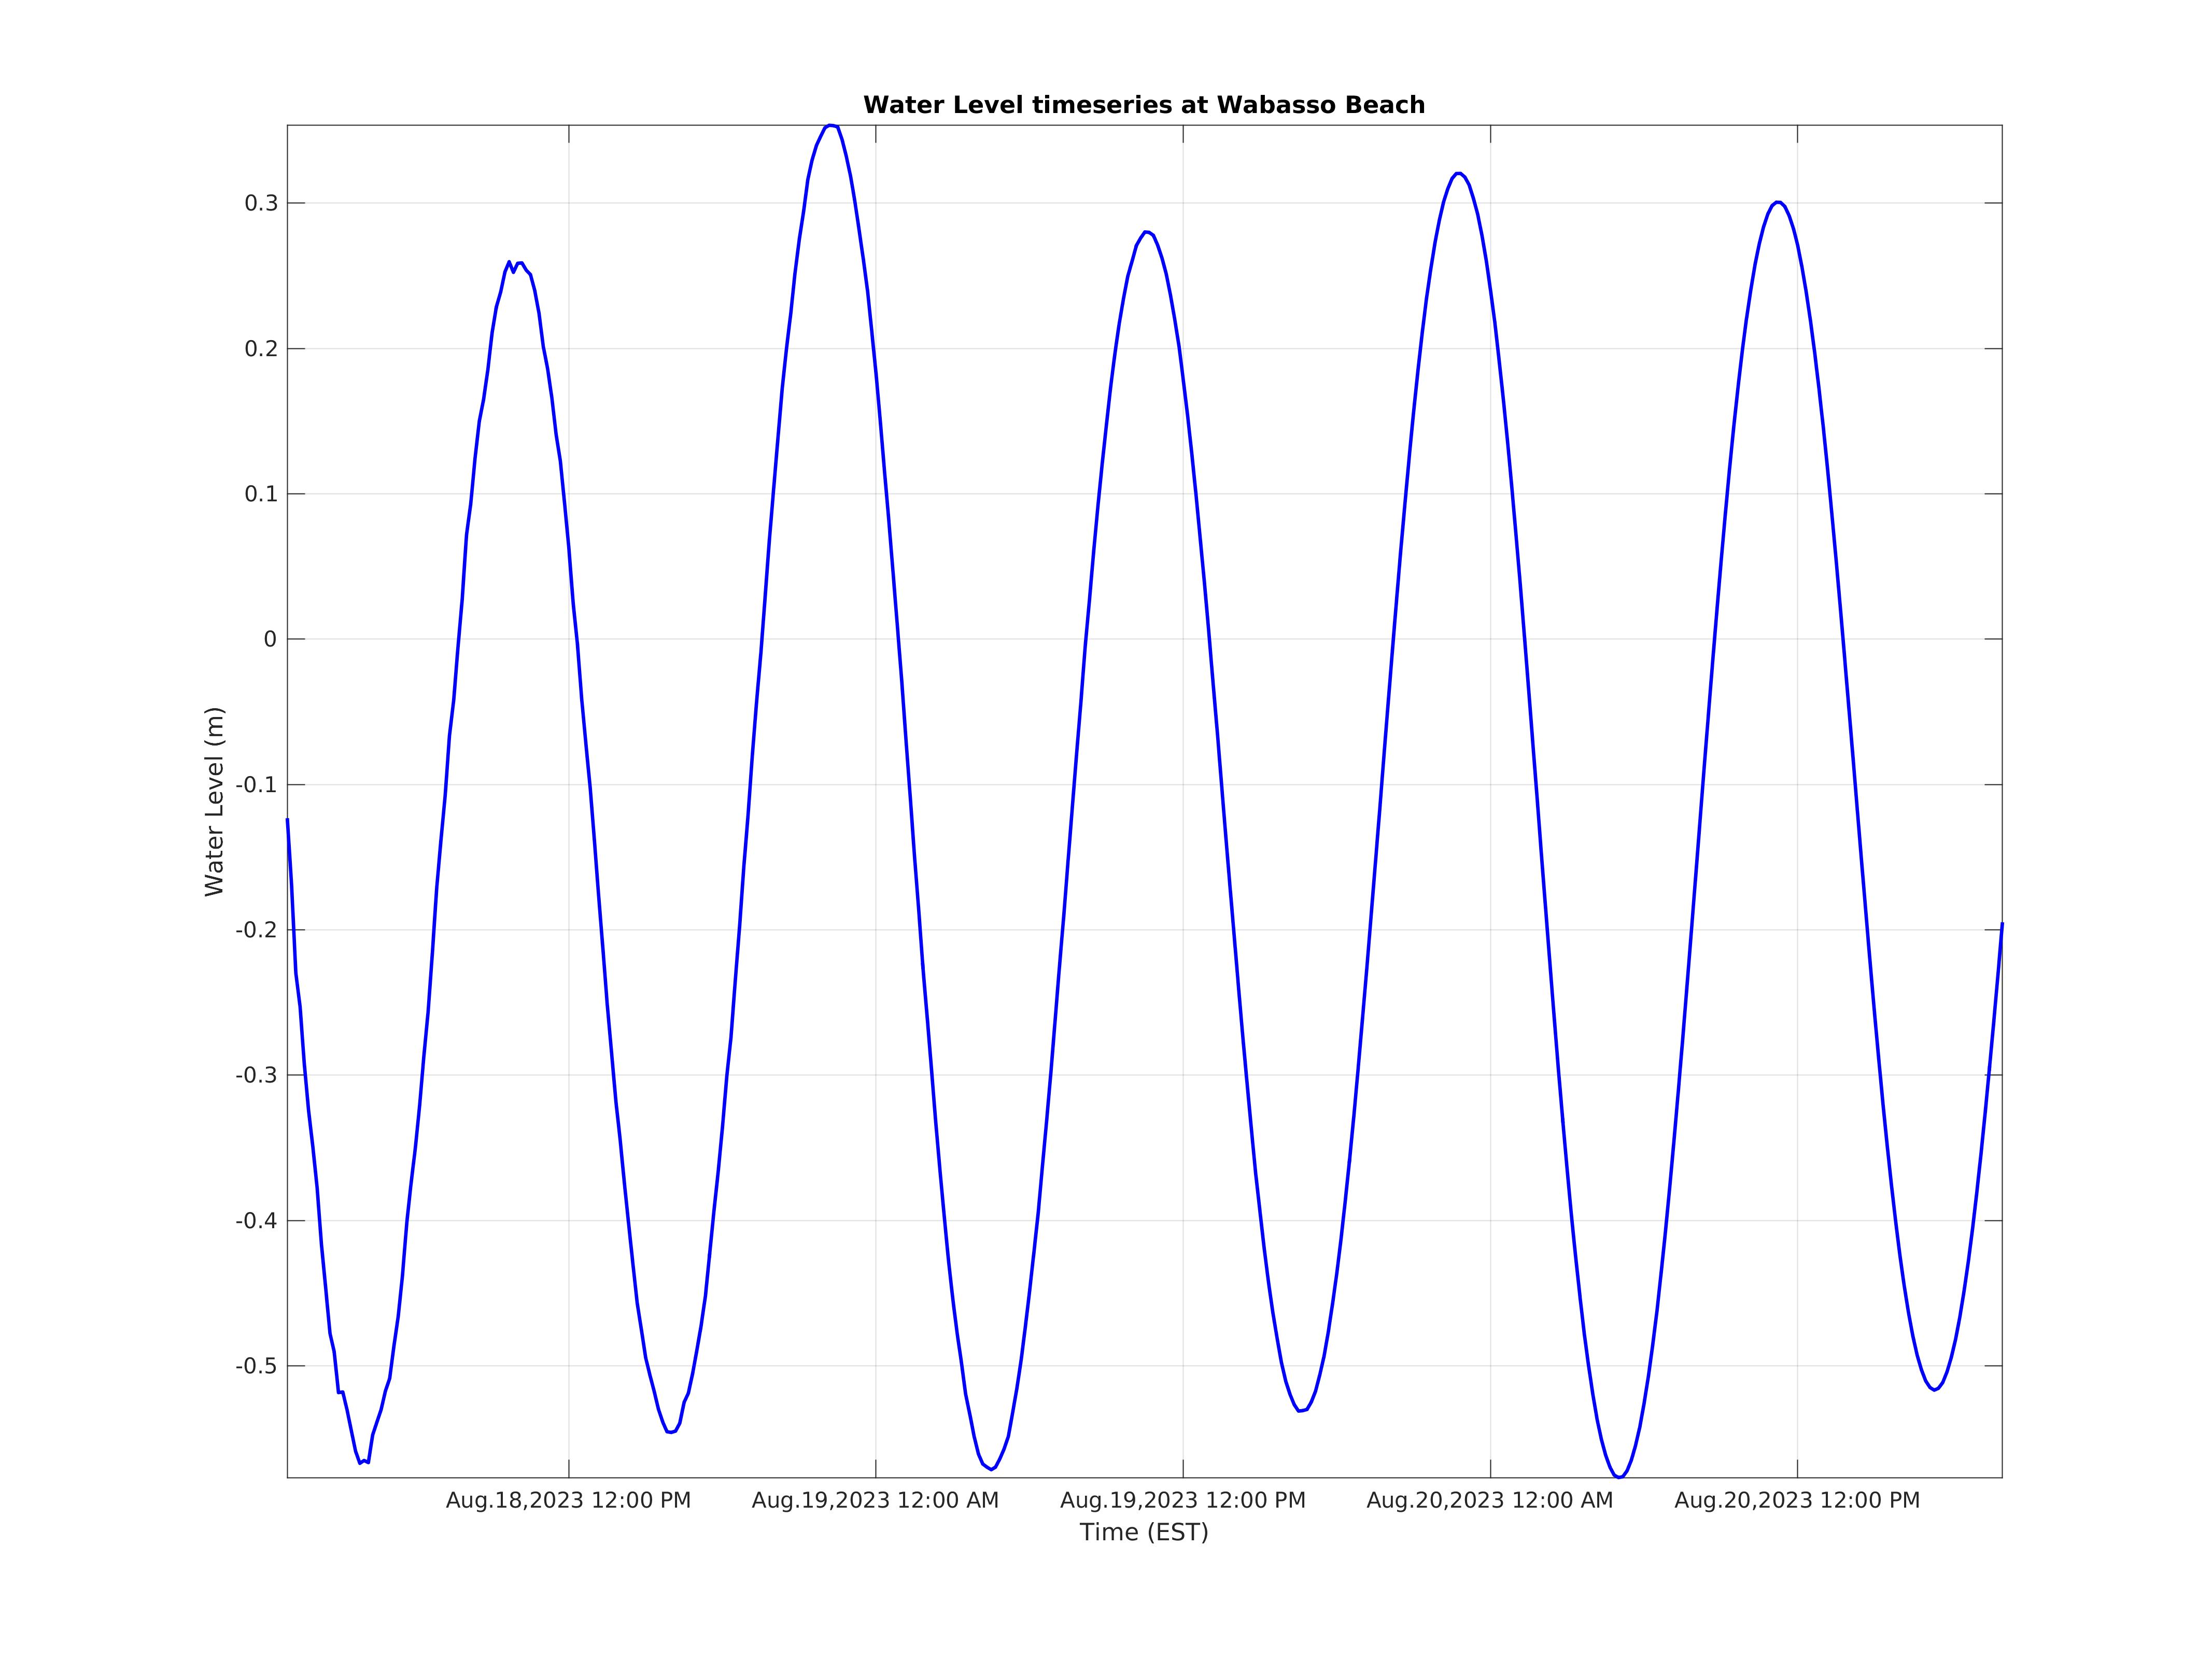 Water Level timeseries at Wabasso Beach
0.3
0.2
0.1
0
-0.1
-0.2
-0.3
-0.4
-0.5
Water Level (m)
Aug.18,2023 12:00 PM
Aug.19,2023 12:00 AM
Aug.19,2023 12:00 PM
Aug.20,2023 12:00 AM
Aug.20,2023 12:00 PM
Time (EST)